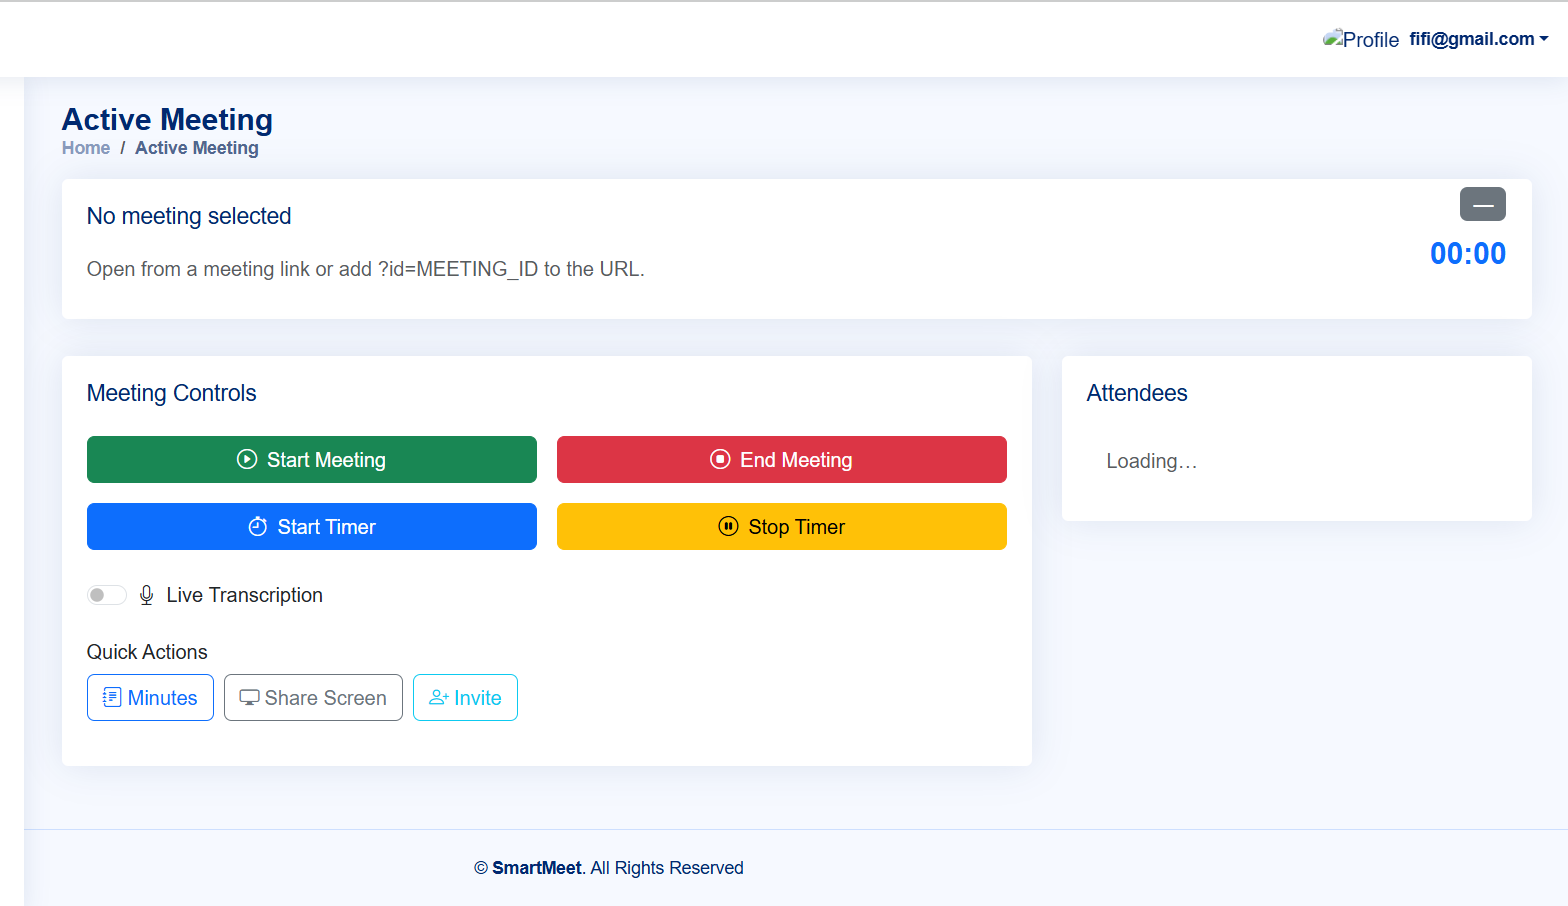 Profile fifi@gmail.com
Active Meeting
Home / Active Meeting
No meeting selected
—
00:00
Open from a meeting link or add ?id=MEETING_ID to the URL.
Meeting Controls
Attendees
Start Meeting
End Meeting
Loading…
Start Timer
Stop Timer
Live Transcription
Quick Actions
Minutes
Share Screen
Invite
© SmartMeet. All Rights Reserved